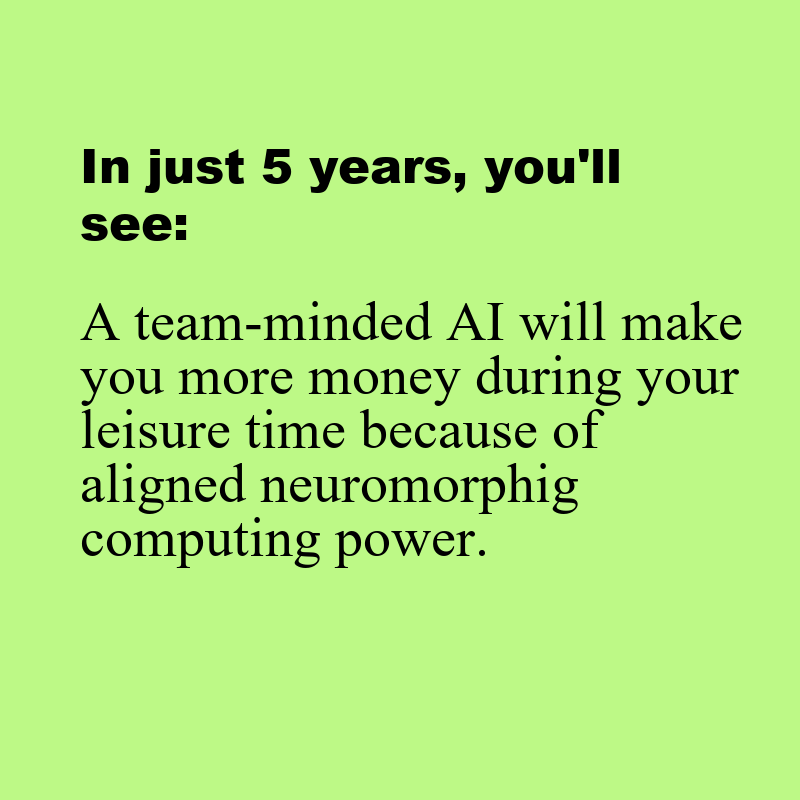 In just 5 years, you'll
see:
A team-minded AI will make
you more money during your
leisure time because of
aligned neuromorphig
computing power.